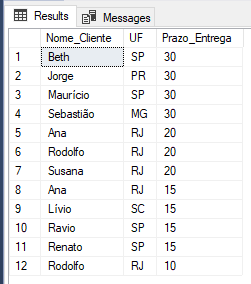 Results Messages
Nome_Cliente UF Prazo_Entrega
1 Beth SP 30
2 Jorge PR 30
3 Maurício SP 30
4 Sebastião MG 30
5 Ana RJ 20
6 Rodolfo RJ 20
7 Susana RJ 20
8 Ana RJ 15
9 Lívio SC 15
10 Ravio SP 15
11 Renato SP 15
12 Rodolfo RJ 10